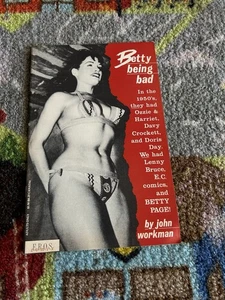 Betty
being
bad
In the
1950's,
they had
Ozzie &
Harriet,
Davy
Crockett,
and Doris
Day.
We had
Lenny
Bruce,
E.C.
comics,
and
BETTY
PAGE!
by john
workman
EROS